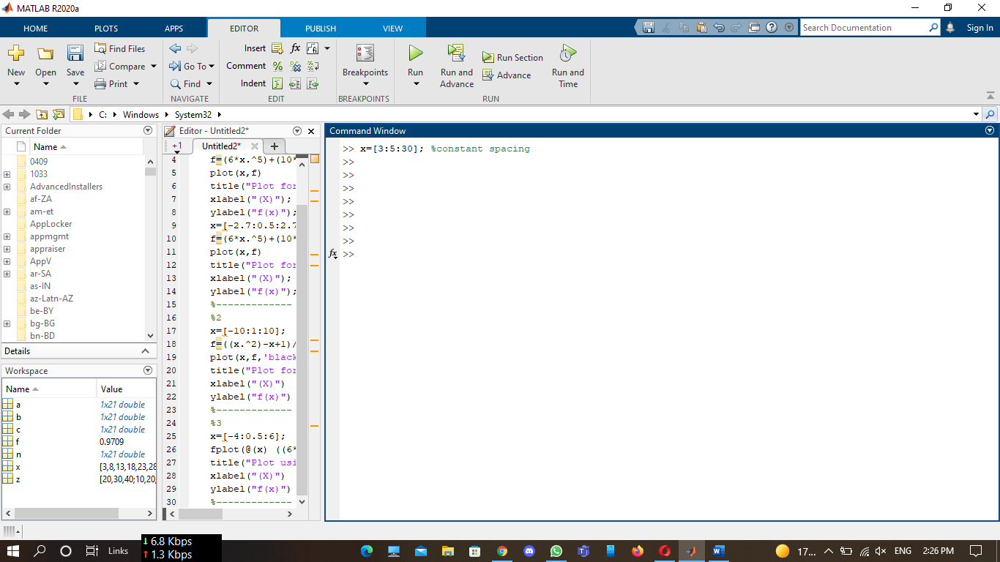 MATLAB R2020a
HOME PLOTS APPS EDITOR PUBLISH VIEW Search Documentation Sign In
New Open Save Find Files Compare Print
FILE
Go To Find
NAVIGATE
Insert fx
Comment
Indent
EDIT
Breakpoints
BREAKPOINTS
Run Run and Advance Run Section Advance Run and Time
RUN
C: Windows System32
Current Folder
Name
0409
1033
AdvancedInstallers
af-ZA
am-et
AppLocker
appmgmt
appraiser
AppV
ar-SA
as-IN
az-Latn-AZ
be-BY
bg-BG
bn-BD
Details
Workspace
Name Value
a 1x21 double
b 1x21 double
c 1x21 double
f 0.9709
n 1x21 double
x [3,8,13,18,23,28
z [20,30,40;10,20,
Editor - Untitled2*
+1 Untitled2* +
4 f=(6*x.^5)+(10*
5 plot(x,f)
6 title("Plot for
7 xlabel("(X)");
8 ylabel("f(x)");
9 x=[-2.7:0.5:2.7
10 f=(6*x.^5)+(10*
11 plot(x,f)
12 title("Plot for
13 xlabel("(X)");
14 ylabel("f(x)");
15 %-------------
16 %2
17 x=[-10:1:10];
18 f=((x.^2)-x+1)/
19 plot(x,f,'black
20 title("Plot for
21 xlabel("(X)")
22 ylabel("f(x)")
23 %-------------
24 %3
25 x=[-4:0.5:6];
26 fplot(@(x) ((6*
27 title("Plot usi
28 xlabel("(X)")
29 ylabel("f(x)")
30 %-------------
Command Window
>> x=[3:5:30]; %constant spacing
>>
>>
>>
>>
>>
>>
>>
fx >>
Links
↓ 6.8 Kbps
↑ 1.3 Kbps
17... ENG 2:26 PM